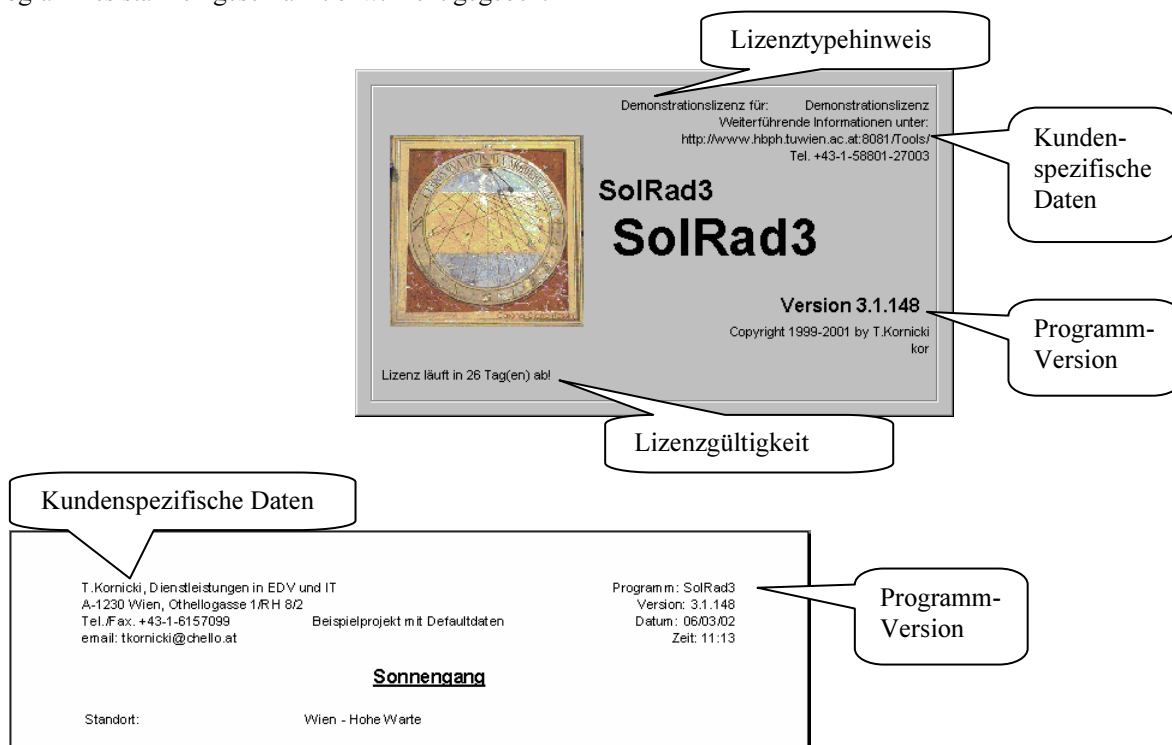 Lizenztypehinweis
Demonstrationslizenz für: Demonstrationslizenz
Weiterführende Informationen unter:
http://www.hbph.tuwien.ac.at:8081/Tools/
Tel. +43-1-58801-27003
Kunden-
spezifische
Daten
SolRad3
SolRad3
Version 3.1.148
Copyright 1999-2001 by T.Kornicki
kor
Programm-
Version
Lizenz läuft in 26 Tag(en) ab!
Lizenzgültigkeit
Kundenspezifische Daten
T.Kornicki, Dienstleistungen in EDV und IT
A-1230 Wien, Othellogasse 1/RH 8/2
Tel./Fax. +43-1-6157099
email: tkornicki@chello.at
Beispielprojekt mit Defaultdaten
Programm: SolRad3
Version: 3.1.148
Datum: 06/03/02
Zeit: 11:13
Programm-
Version
Sonnengang
Standort: Wien - Hohe Warte